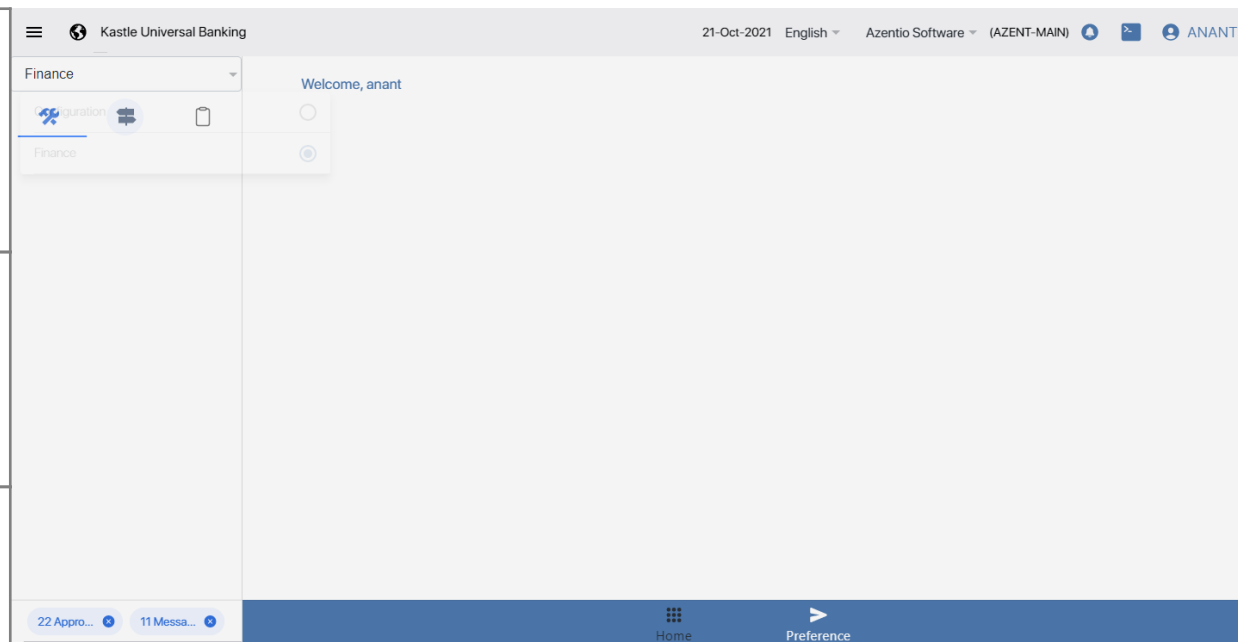 Kastle Universal Banking 21-Oct-2021 English Azentio Software (AZENT-MAIN) ANANT
Finance
Welcome, anant
Configuration
Finance
22 Appro... 11 Messa...
Home Preference